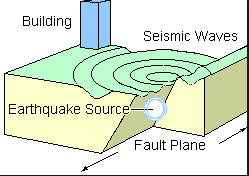 Building
Seismic Waves
Earthquake Source
Fault Plane